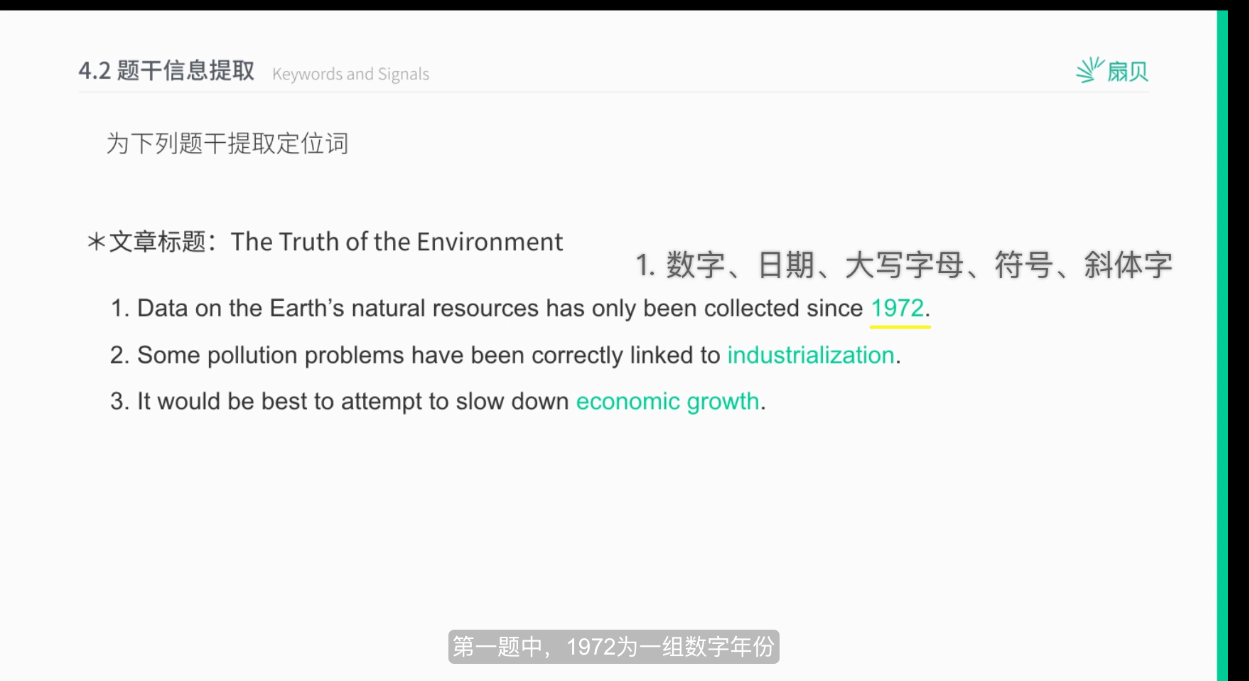 4.2 题干信息提取 Keywords and Signals
扇贝
为下列题干提取定位词
＊文章标题：The Truth of the Environment
1. 数字、日期、大写字母、符号、斜体字
1. Data on the Earth’s natural resources has only been collected since 1972.
2. Some pollution problems have been correctly linked to industrialization.
3. It would be best to attempt to slow down economic growth.
第一题中，1972为一组数字年份